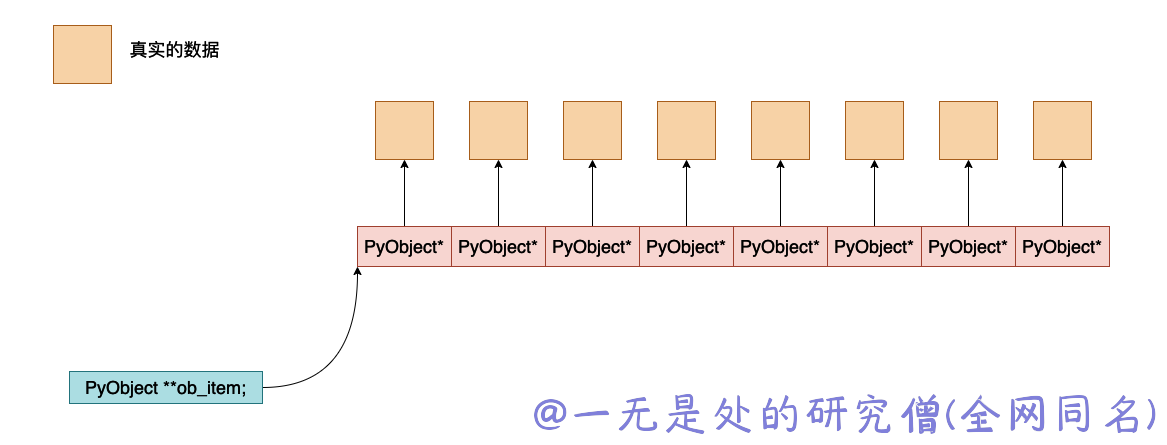 真实的数据
PyObject* PyObject* PyObject* PyObject* PyObject* PyObject* PyObject* PyObject*
PyObject **ob_item;
@一无是处的研究僧(全网同名)